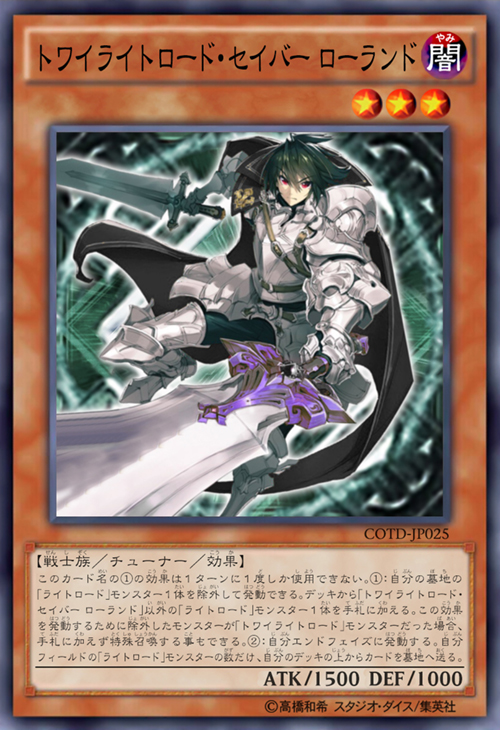 トワイライトロード・セイバー ローランド
やみ
闇
COTD-JP025
【戦士族／チューナー／効果】
このカード名の①の効果は1ターンに1度しか使用できない。①：自分の墓地の
「ライトロード」モンスター1体を除外して発動できる。デッキから「トワイライトロード・
セイバー ローランド」以外の「ライトロード」モンスター1体を手札に加える。この効果
を発動するために除外したモンスターが「トワイライトロード」モンスターだった場合、
手札に加えず特殊召喚する事もできる。②：自分エンドフェイズに発動する。自分
フィールドの「ライトロード」モンスターの数だけ、自分のデッキの上からカードを墓地へ送る。
ATK/1500 DEF/1000
©高橋和希 スタジオ・ダイス/集英社